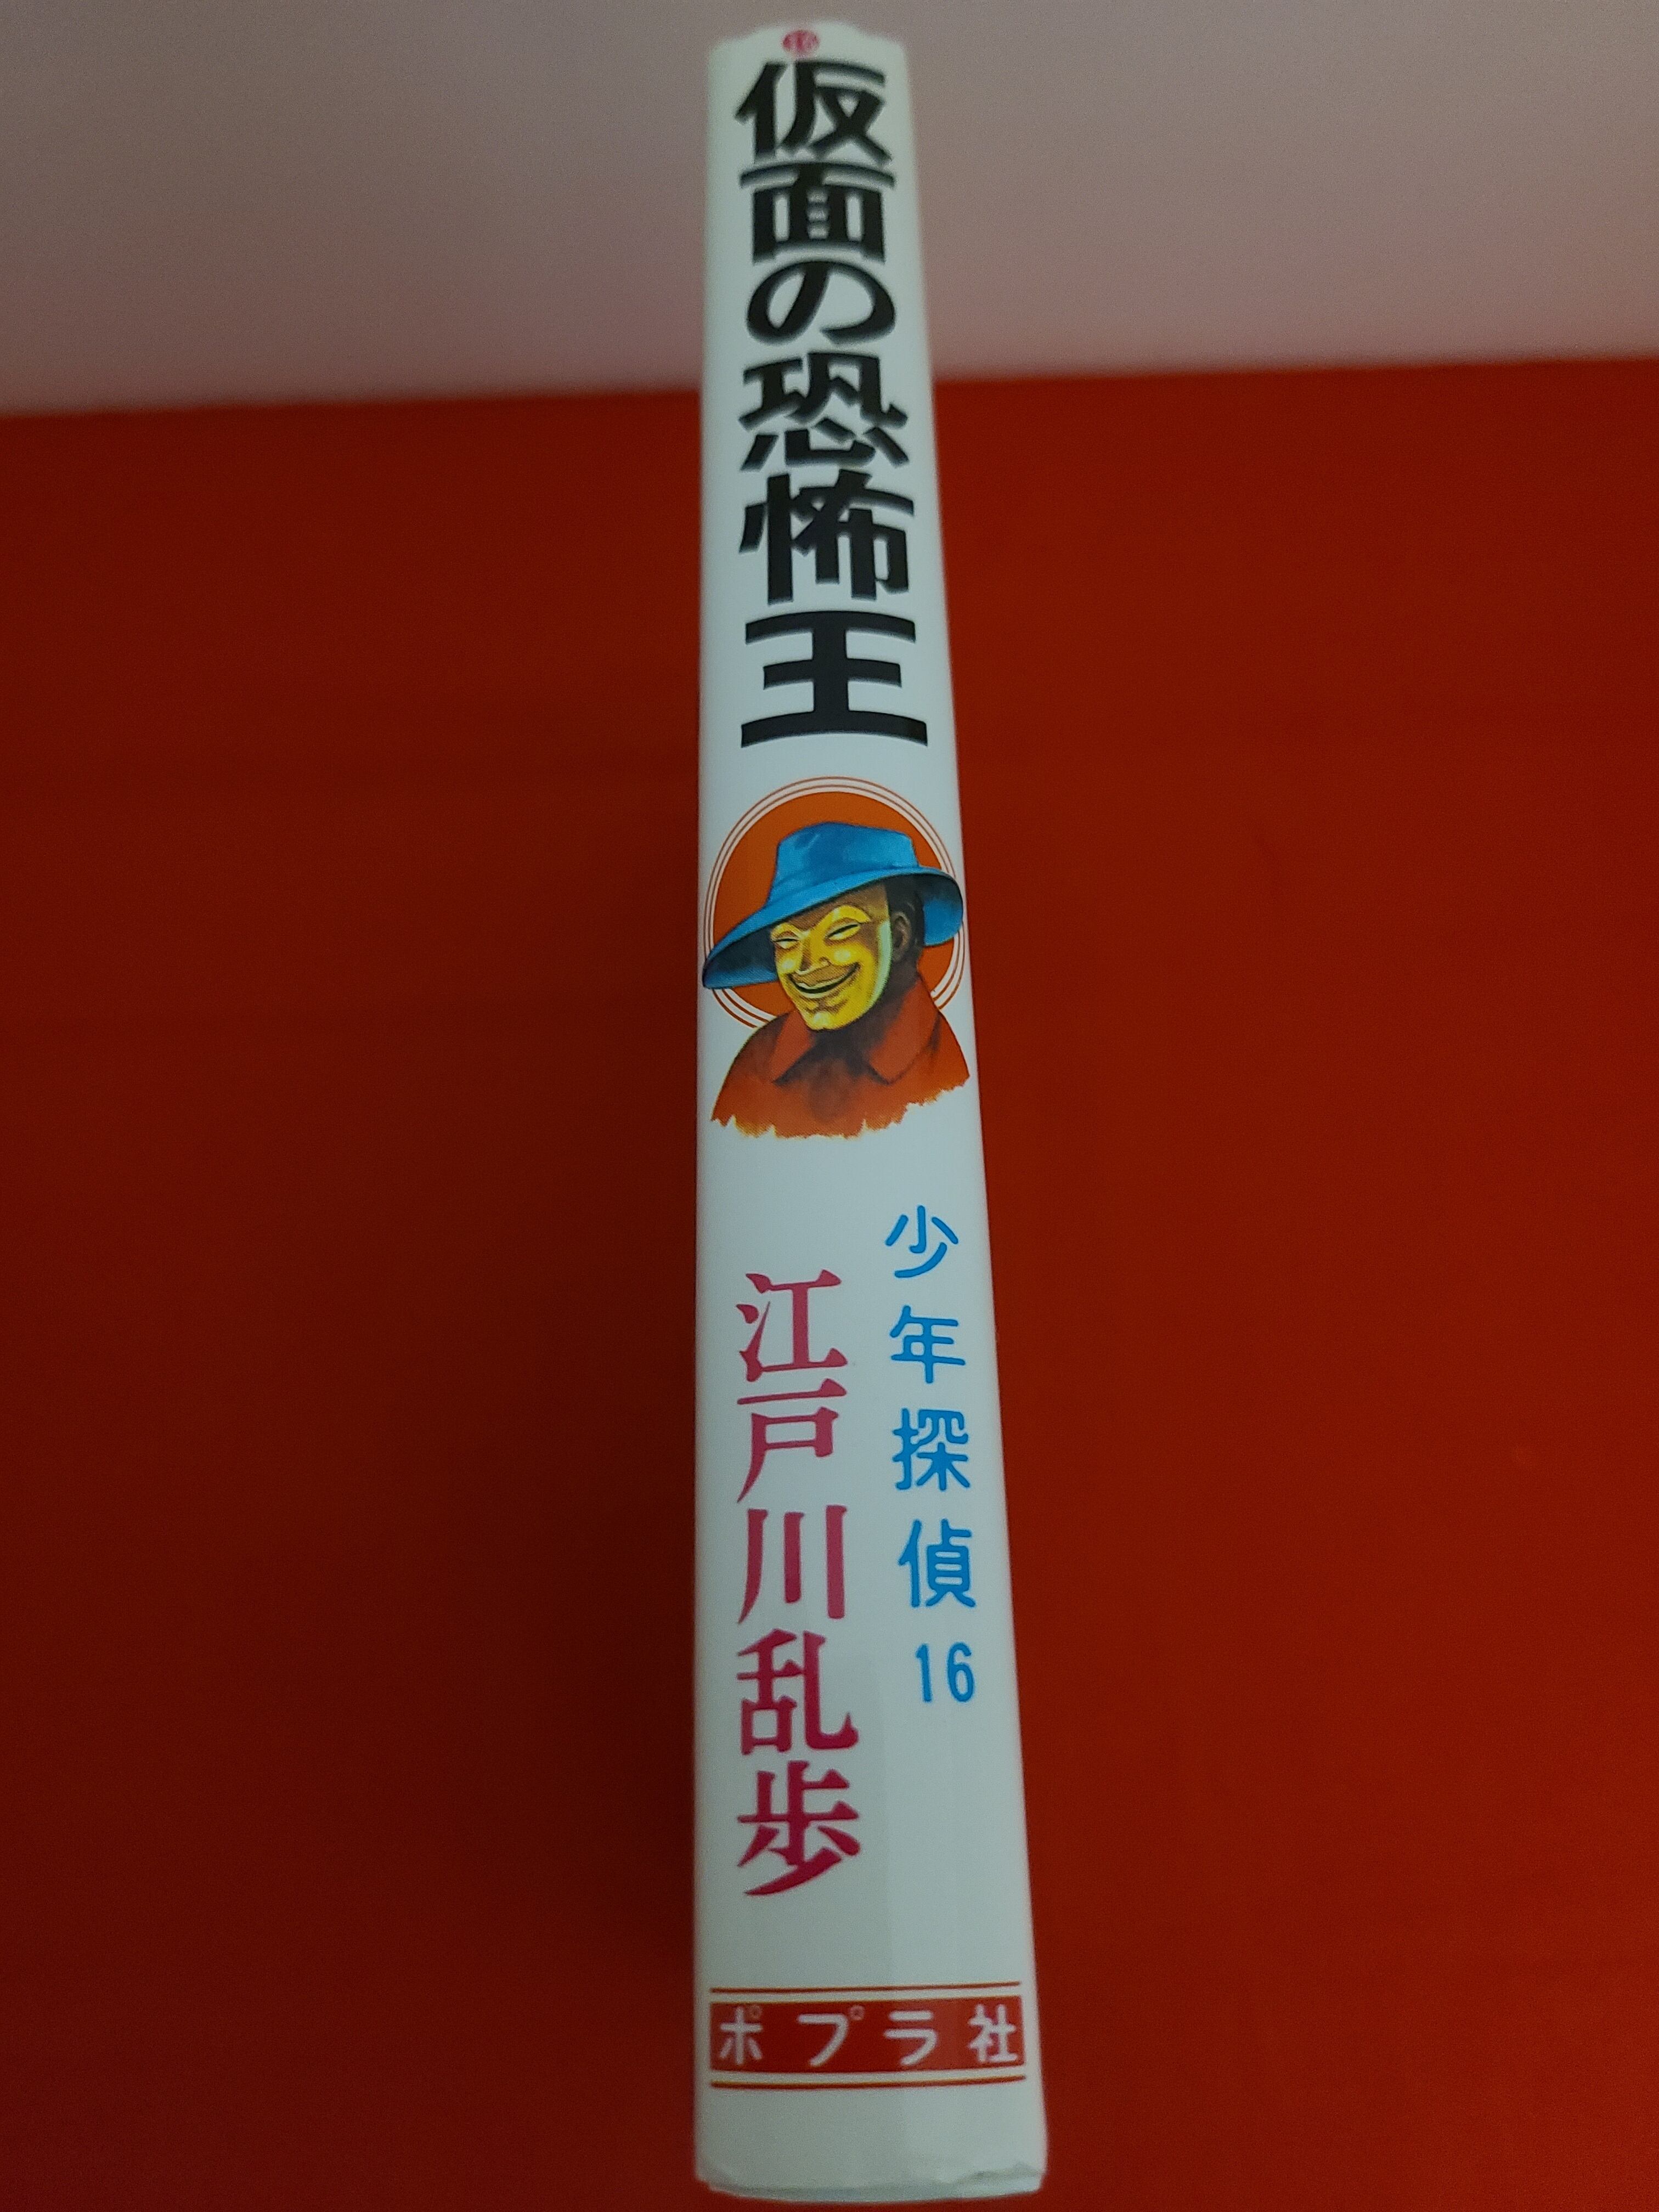 仮面の恐怖王
少年探偵16
江戸川乱歩
ポプラ社